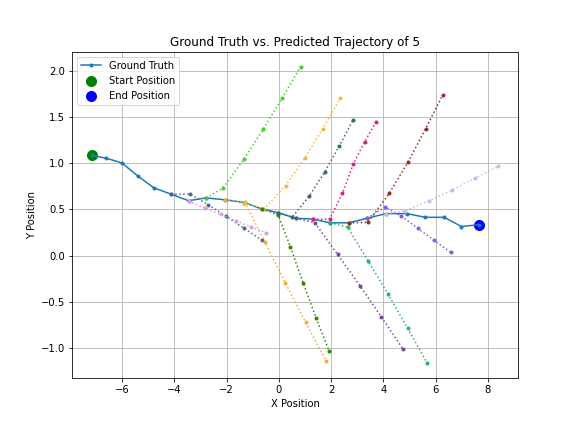 Ground Truth vs. Predicted Trajectory of 5
Ground Truth
Start Position
End Position
2.0
1.5
1.0
0.5
0.0
−0.5
−1.0
Y Position
−6
−4
−2
0
2
4
6
8
X Position